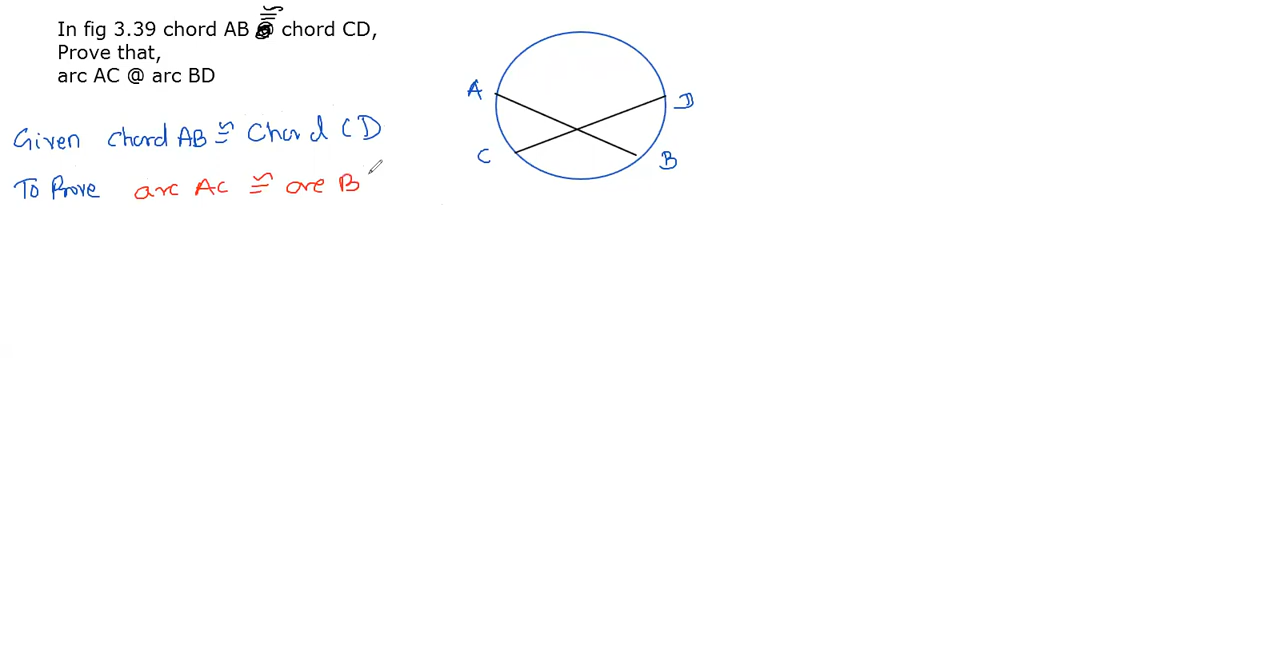 In fig 3.39 chord AB ≅ chord CD,
Prove that,
arc AC @ arc BD
Given chord AB ≅ Chord CD
To Prove arc AC ≅ arc B
A
D
C
B